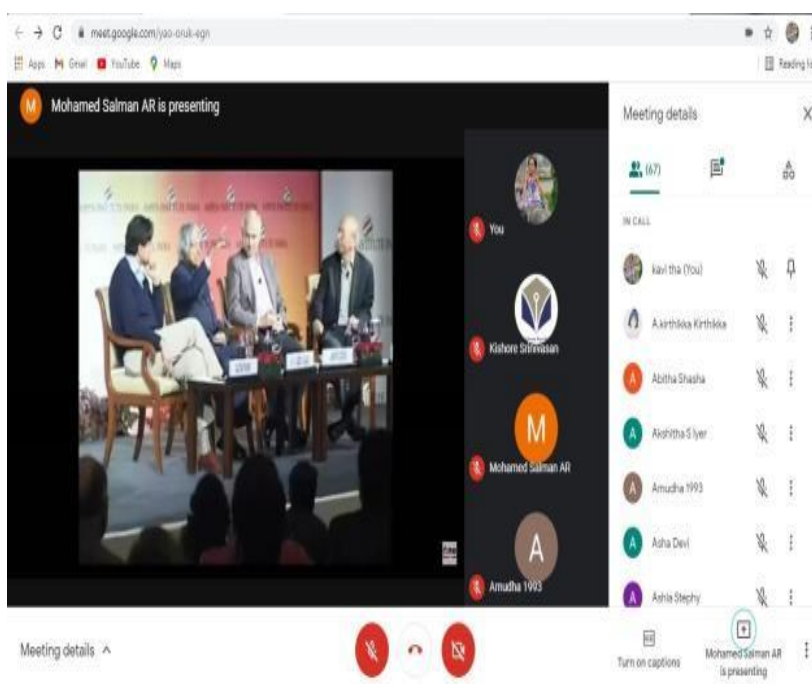 meet.google.com/yao-oruk-egn
Apps Gmail YouTube Maps
Reading lis
M Mohamed Salman AR is presenting
You
Kishore Srinivasan
M
Mohamed Salman AR
A
Amudha 1993
Meeting details
(67)
IN CALL
kavi tha (You)
A.kirthikka Kirthikka
A Abitha Shasha
A Akshitha S Iyer
A Amudha 1993
A Asha Devi
A Ashla Stephy
Meeting details
Turn on captions
Mohamed Salman AR
is presenting